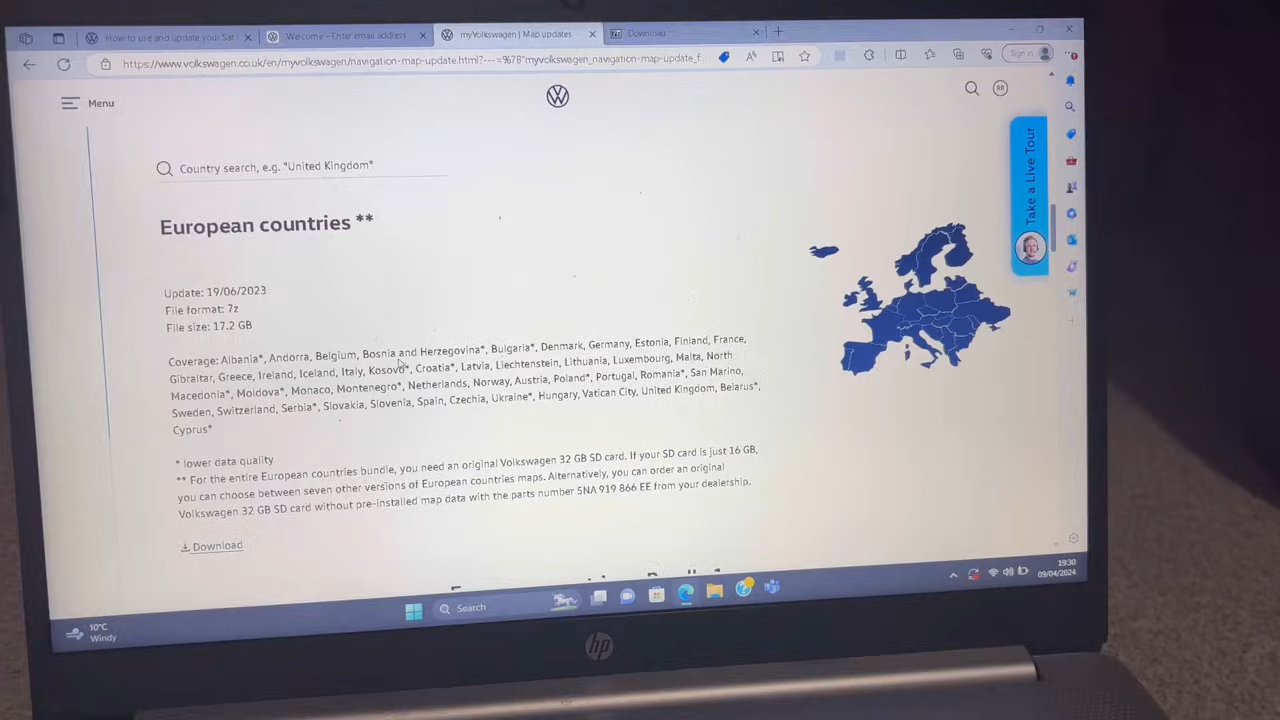 How to use and update your Sat
Welcome - Enter email address
myVolkswagen | Map updates
Download
https://www.volkswagen.co.uk/en/myvolkswagen/navigation-map-update.html?---=%7B"myvolkswagen_navigation-map-update_f...
Sign in
Menu
RR
Take a Live Tour
Country search, e.g. "United Kingdom"
European countries **
Update: 19/06/2023
File format: 7z
File size: 17.2 GB
Coverage: Albania*, Andorra, Belgium, Bosnia and Herzegovina*, Bulgaria*, Denmark, Germany, Estonia, Finland, France,
Gibraltar, Greece, Ireland, Iceland, Italy, Kosovo*, Croatia*, Latvia, Liechtenstein, Lithuania, Luxembourg, Malta, North
Macedonia*, Moldova*, Monaco, Montenegro*, Netherlands, Norway, Austria, Poland*, Portugal, Romania*, San Marino,
Sweden, Switzerland, Serbia*, Slovakia, Slovenia, Spain, Czechia, Ukraine*, Hungary, Vatican City, United Kingdom, Belarus*,
Cyprus*
* lower data quality
** For the entire European countries bundle, you need an original Volkswagen 32 GB SD card. If your SD card is just 16 GB,
you can choose between seven other versions of European countries maps. Alternatively, you can order an original
Volkswagen 32 GB SD card without pre-installed map data with the parts number 5NA 919 866 EE from your dealership.
Download
10°C
Windy
Search
19:30
09/04/2024
hp